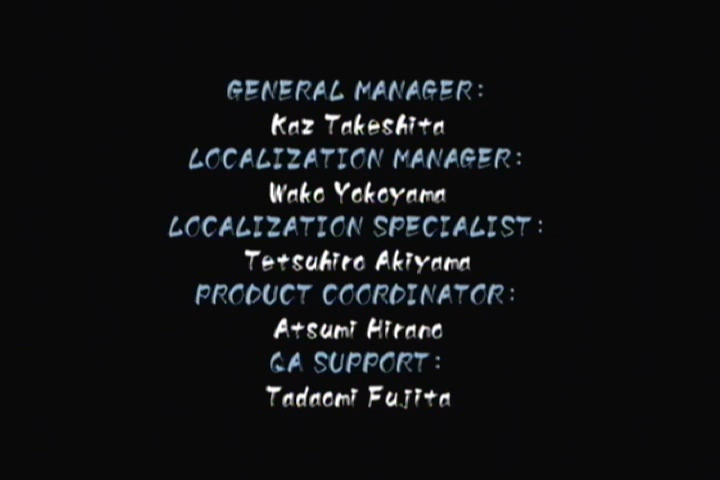 GENERAL MANAGER:
Kaz Takeshita
LOCALIZATION MANAGER:
Wako Yokoyama
LOCALIZATION SPECIALIST:
Tetsuhiro Akiyama
PRODUCT COORDINATOR:
Atsumi Hirano
QA SUPPORT:
Tadaomi Fujita